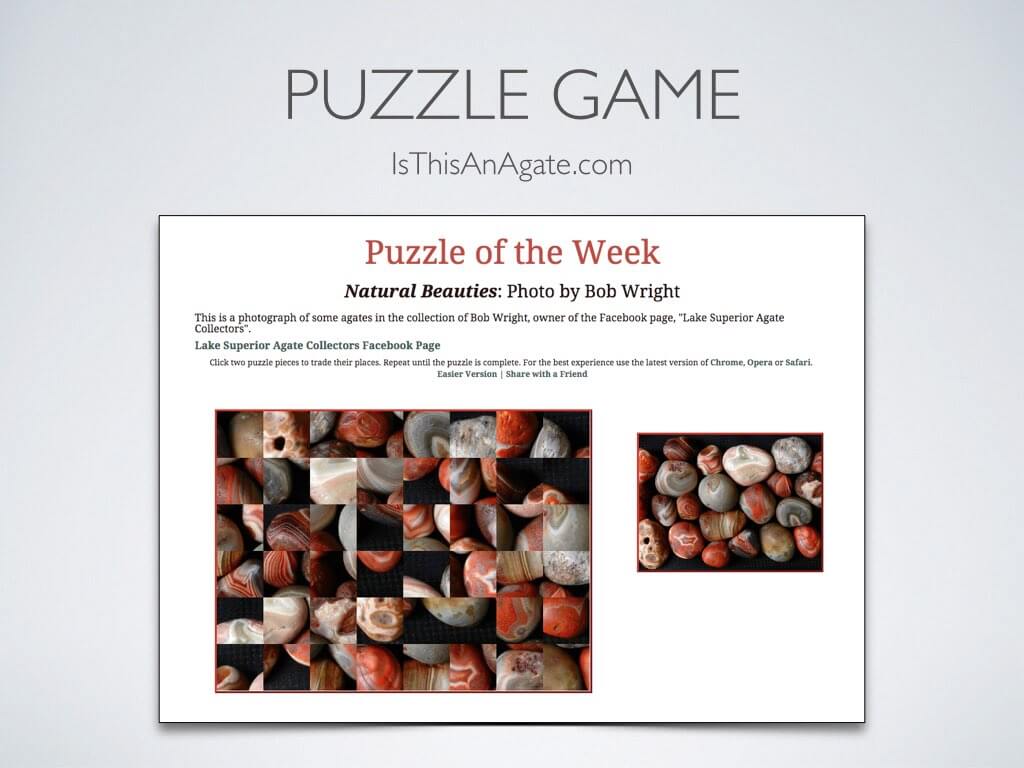 PUZZLE GAME
IsThisAnAgate.com
Puzzle of the Week
Natural Beauties: Photo by Bob Wright
This is a photograph of some agates in the collection of Bob Wright, owner of the Facebook page, "Lake Superior Agate
Collectors".
Lake Superior Agate Collectors Facebook Page
Click two puzzle pieces to trade their places. Repeat until the puzzle is complete. For the best experience use the latest version of Chrome, Opera or Safari.
Easier Version | Share with a Friend